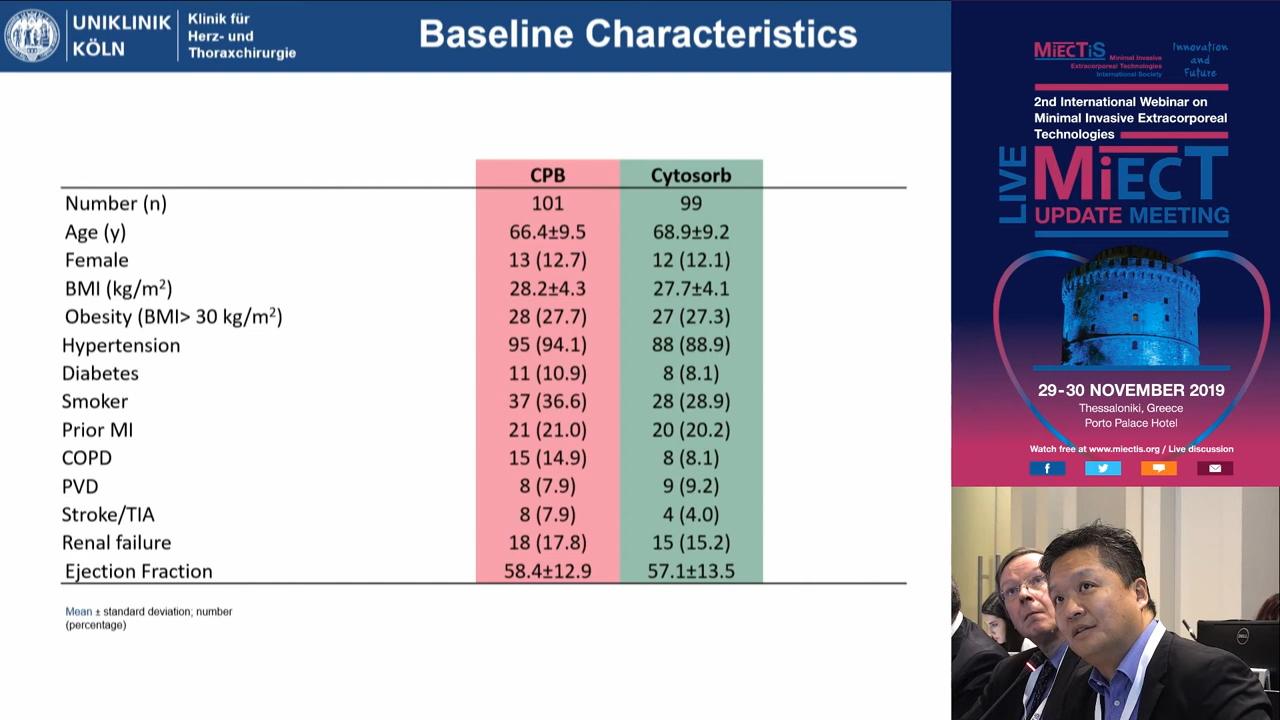 UNIKLINIK
KÖLN
Klinik für
Herz- und
Thoraxchirurgie
Baseline Characteristics
CPB Cytosorb
Number (n) 101 99
Age (y) 66.4±9.5 68.9±9.2
Female 13 (12.7) 12 (12.1)
BMI (kg/m²) 28.2±4.3 27.7±4.1
Obesity (BMI> 30 kg/m²) 28 (27.7) 27 (27.3)
Hypertension 95 (94.1) 88 (88.9)
Diabetes 11 (10.9) 8 (8.1)
Smoker 37 (36.6) 28 (28.9)
Prior MI 21 (21.0) 20 (20.2)
COPD 15 (14.9) 8 (8.1)
PVD 8 (7.9) 9 (9.2)
Stroke/TIA 8 (7.9) 4 (4.0)
Renal failure 18 (17.8) 15 (15.2)
Ejection Fraction 58.4±12.9 57.1±13.5
Mean ± standard deviation; number
(percentage)
MiECTiS
Minimal Invasive
Extracorporeal Technologies
International Society
Innovation
and
Future
2nd International Webinar on
Minimal Invasive Extracorporeal
Technologies
LIVE
MiECT
UPDATE MEETING
29-30 NOVEMBER 2019
Thessaloniki, Greece
Porto Palace Hotel
Watch free at www.miectis.org / Live discussion
DELL